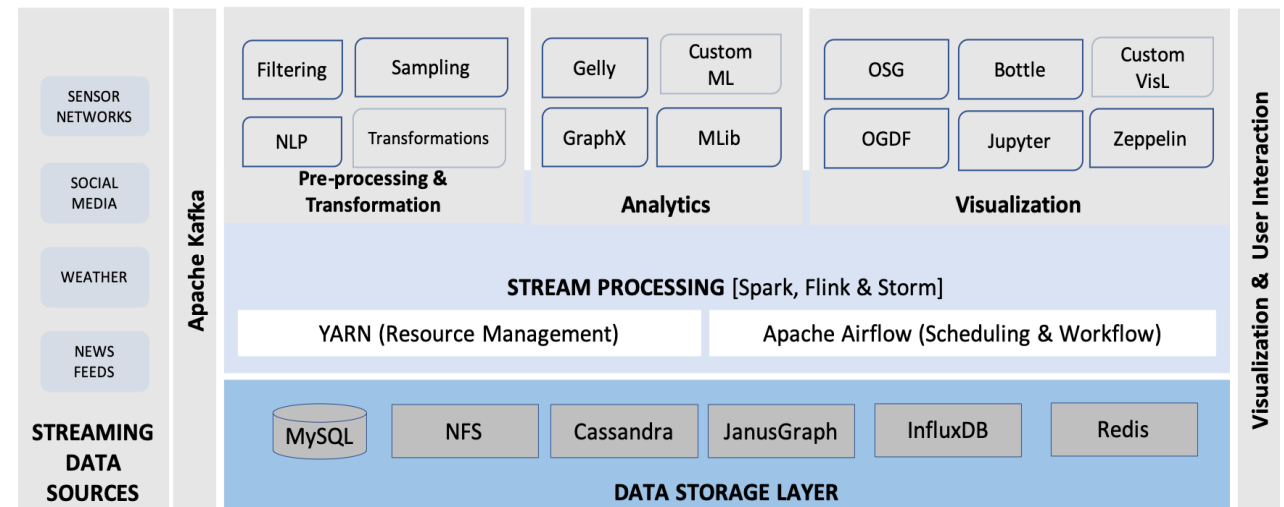 SENSOR
NETWORKS
SOCIAL
MEDIA
WEATHER
NEWS
FEEDS
STREAMING
DATA
SOURCES
Apache Kafka
Filtering
Sampling
NLP
Transformations
Pre-processing &
Transformation
Gelly
Custom
ML
GraphX
MLib
Analytics
OSG
Bottle
Custom
VisL
OGDF
Jupyter
Zeppelin
Visualization
STREAM PROCESSING [Spark, Flink & Storm]
YARN (Resource Management)
Apache Airflow (Scheduling & Workflow)
MySQL
NFS
Cassandra
JanusGraph
InfluxDB
Redis
DATA STORAGE LAYER
Visualization & User Interaction